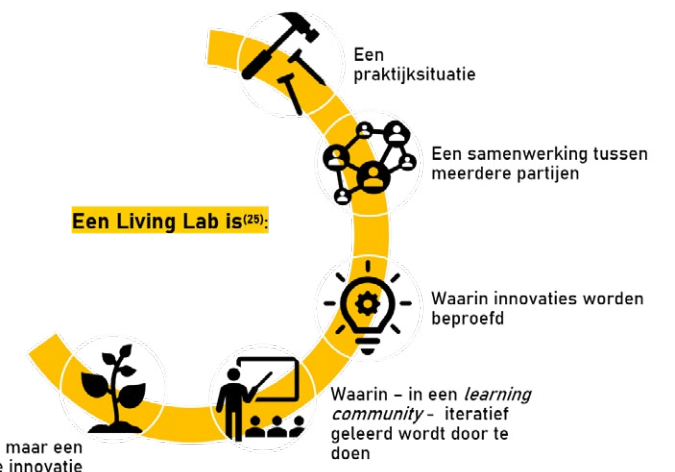 Een
praktijksituatie
Een samenwerking tussen
meerdere partijen
Een Living Lab is(25):
Waarin innovaties worden
beproefd
Waarin – in een learning
community - iteratief
geleerd wordt door te
doen
maar een
innovatie